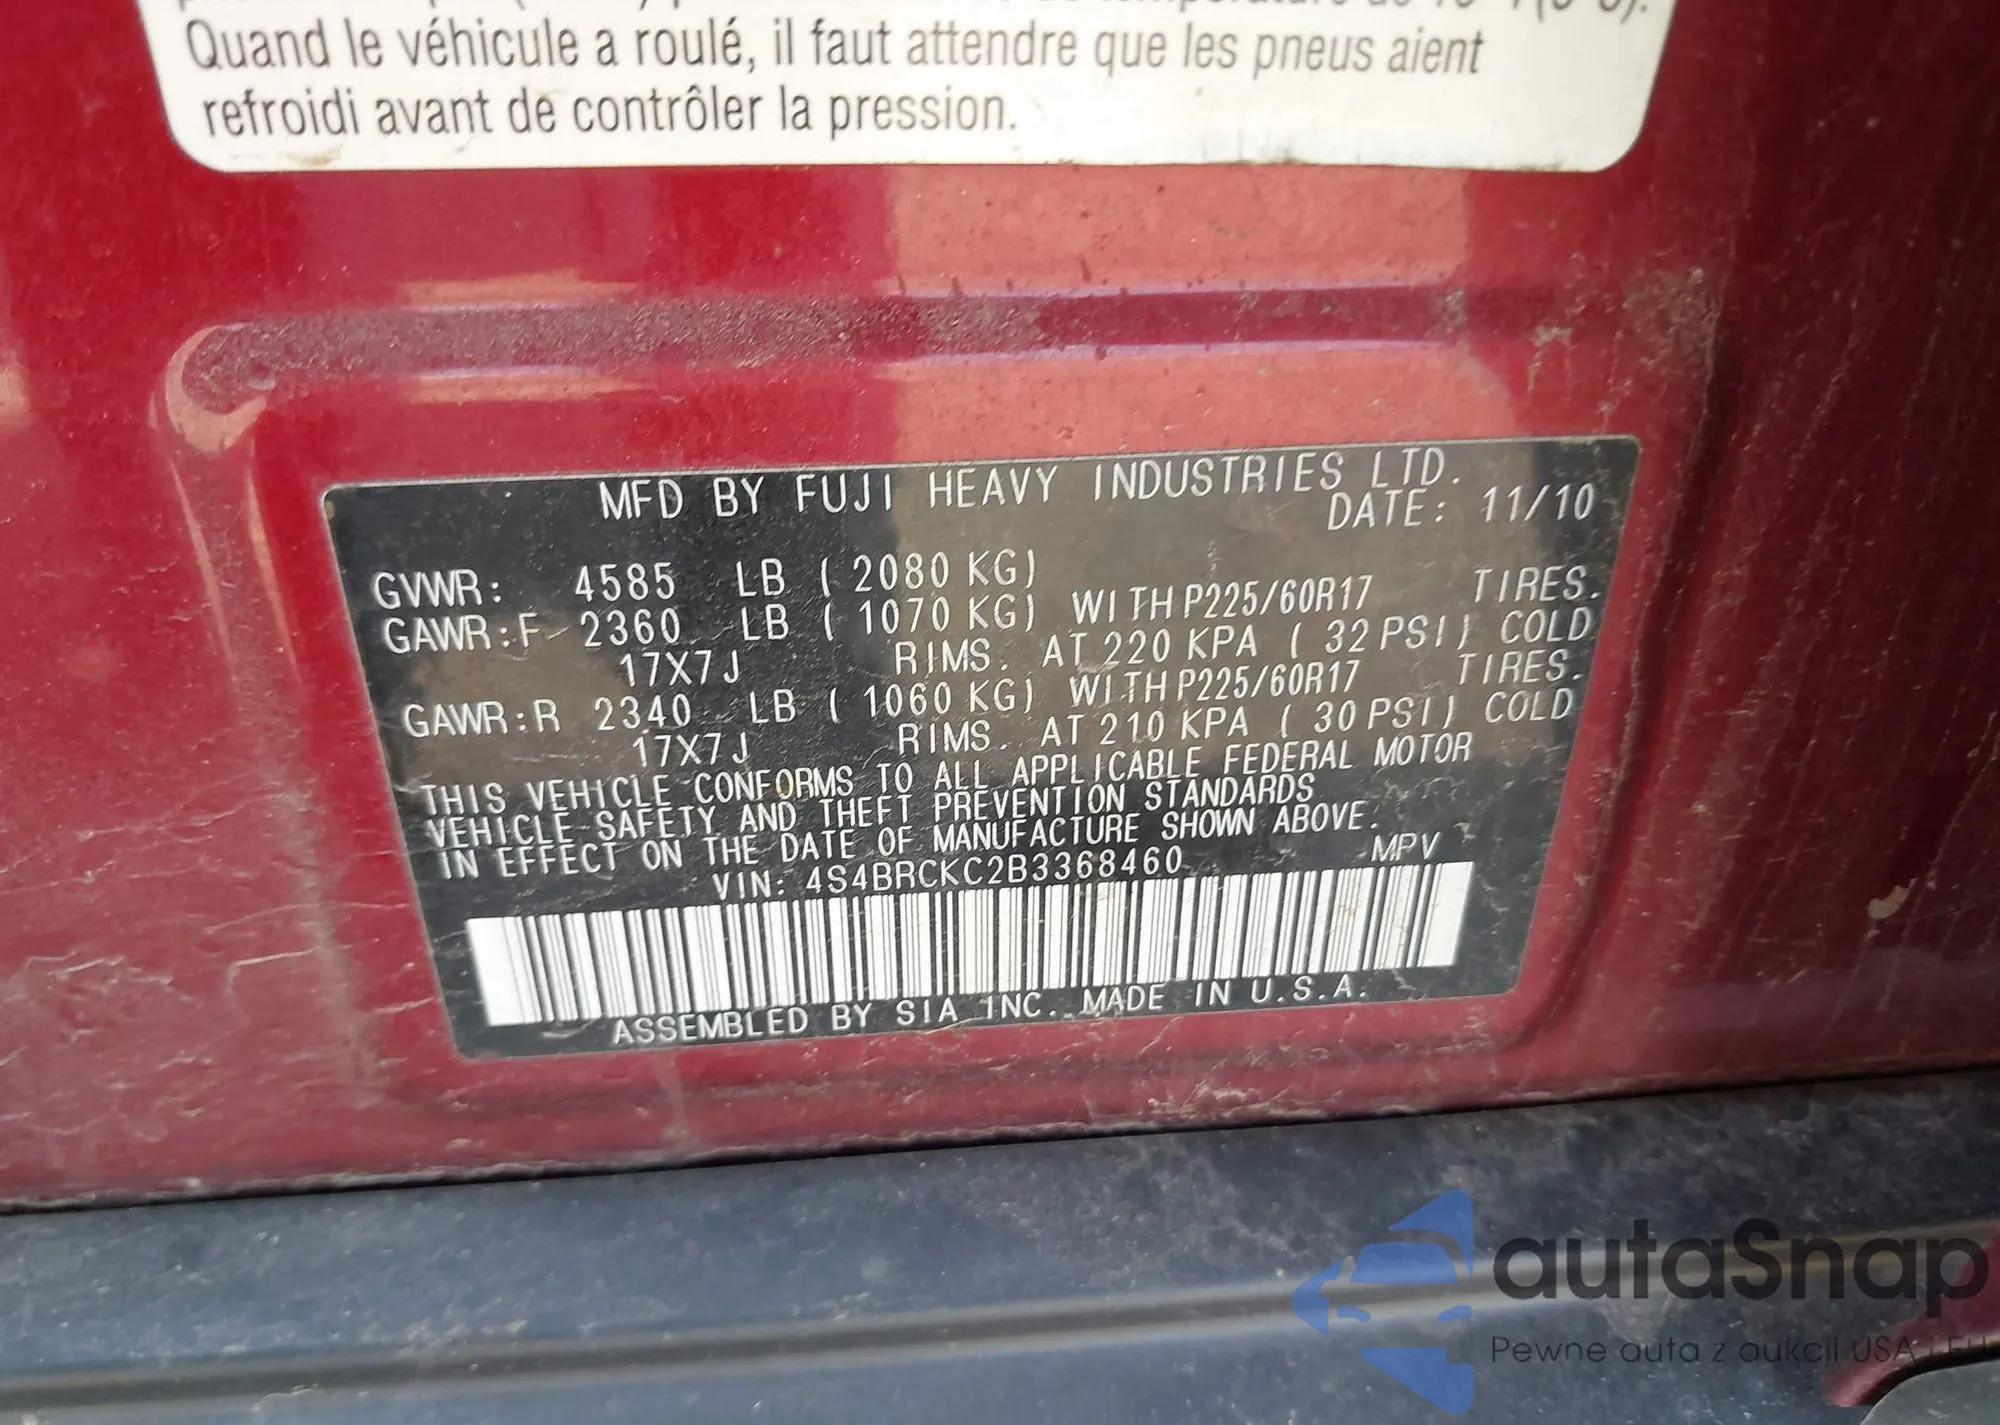 Quand le véhicule a roulé, il faut attendre que les pneus aient
refroidi avant de contrôler la pression.
MFD BY FUJI HEAVY INDUSTRIES LTD.
DATE: 11/10
GVWR: 4585 LB ( 2080 KG)
GAWR:F 2360 LB ( 1070 KG) WITH P225/60R17 TIRES.
17X7J RIMS. AT 220 KPA ( 32 PSI) COLD
GAWR:R 2340 LB ( 1060 KG) WITH P225/60R17 TIRES.
17X7J RIMS. AT 210 KPA ( 30 PSI) COLD
THIS VEHICLE CONFORMS TO ALL APPLICABLE FEDERAL MOTOR
VEHICLE SAFETY AND THEFT PREVENTION STANDARDS
IN EFFECT ON THE DATE OF MANUFACTURE SHOWN ABOVE.
VIN: 4S4BRCKC2B3368460 MPV
ASSEMBLED BY SIA INC. MADE IN U.S.A.
autaSnap
Pewne auta z aukcji USA i EU